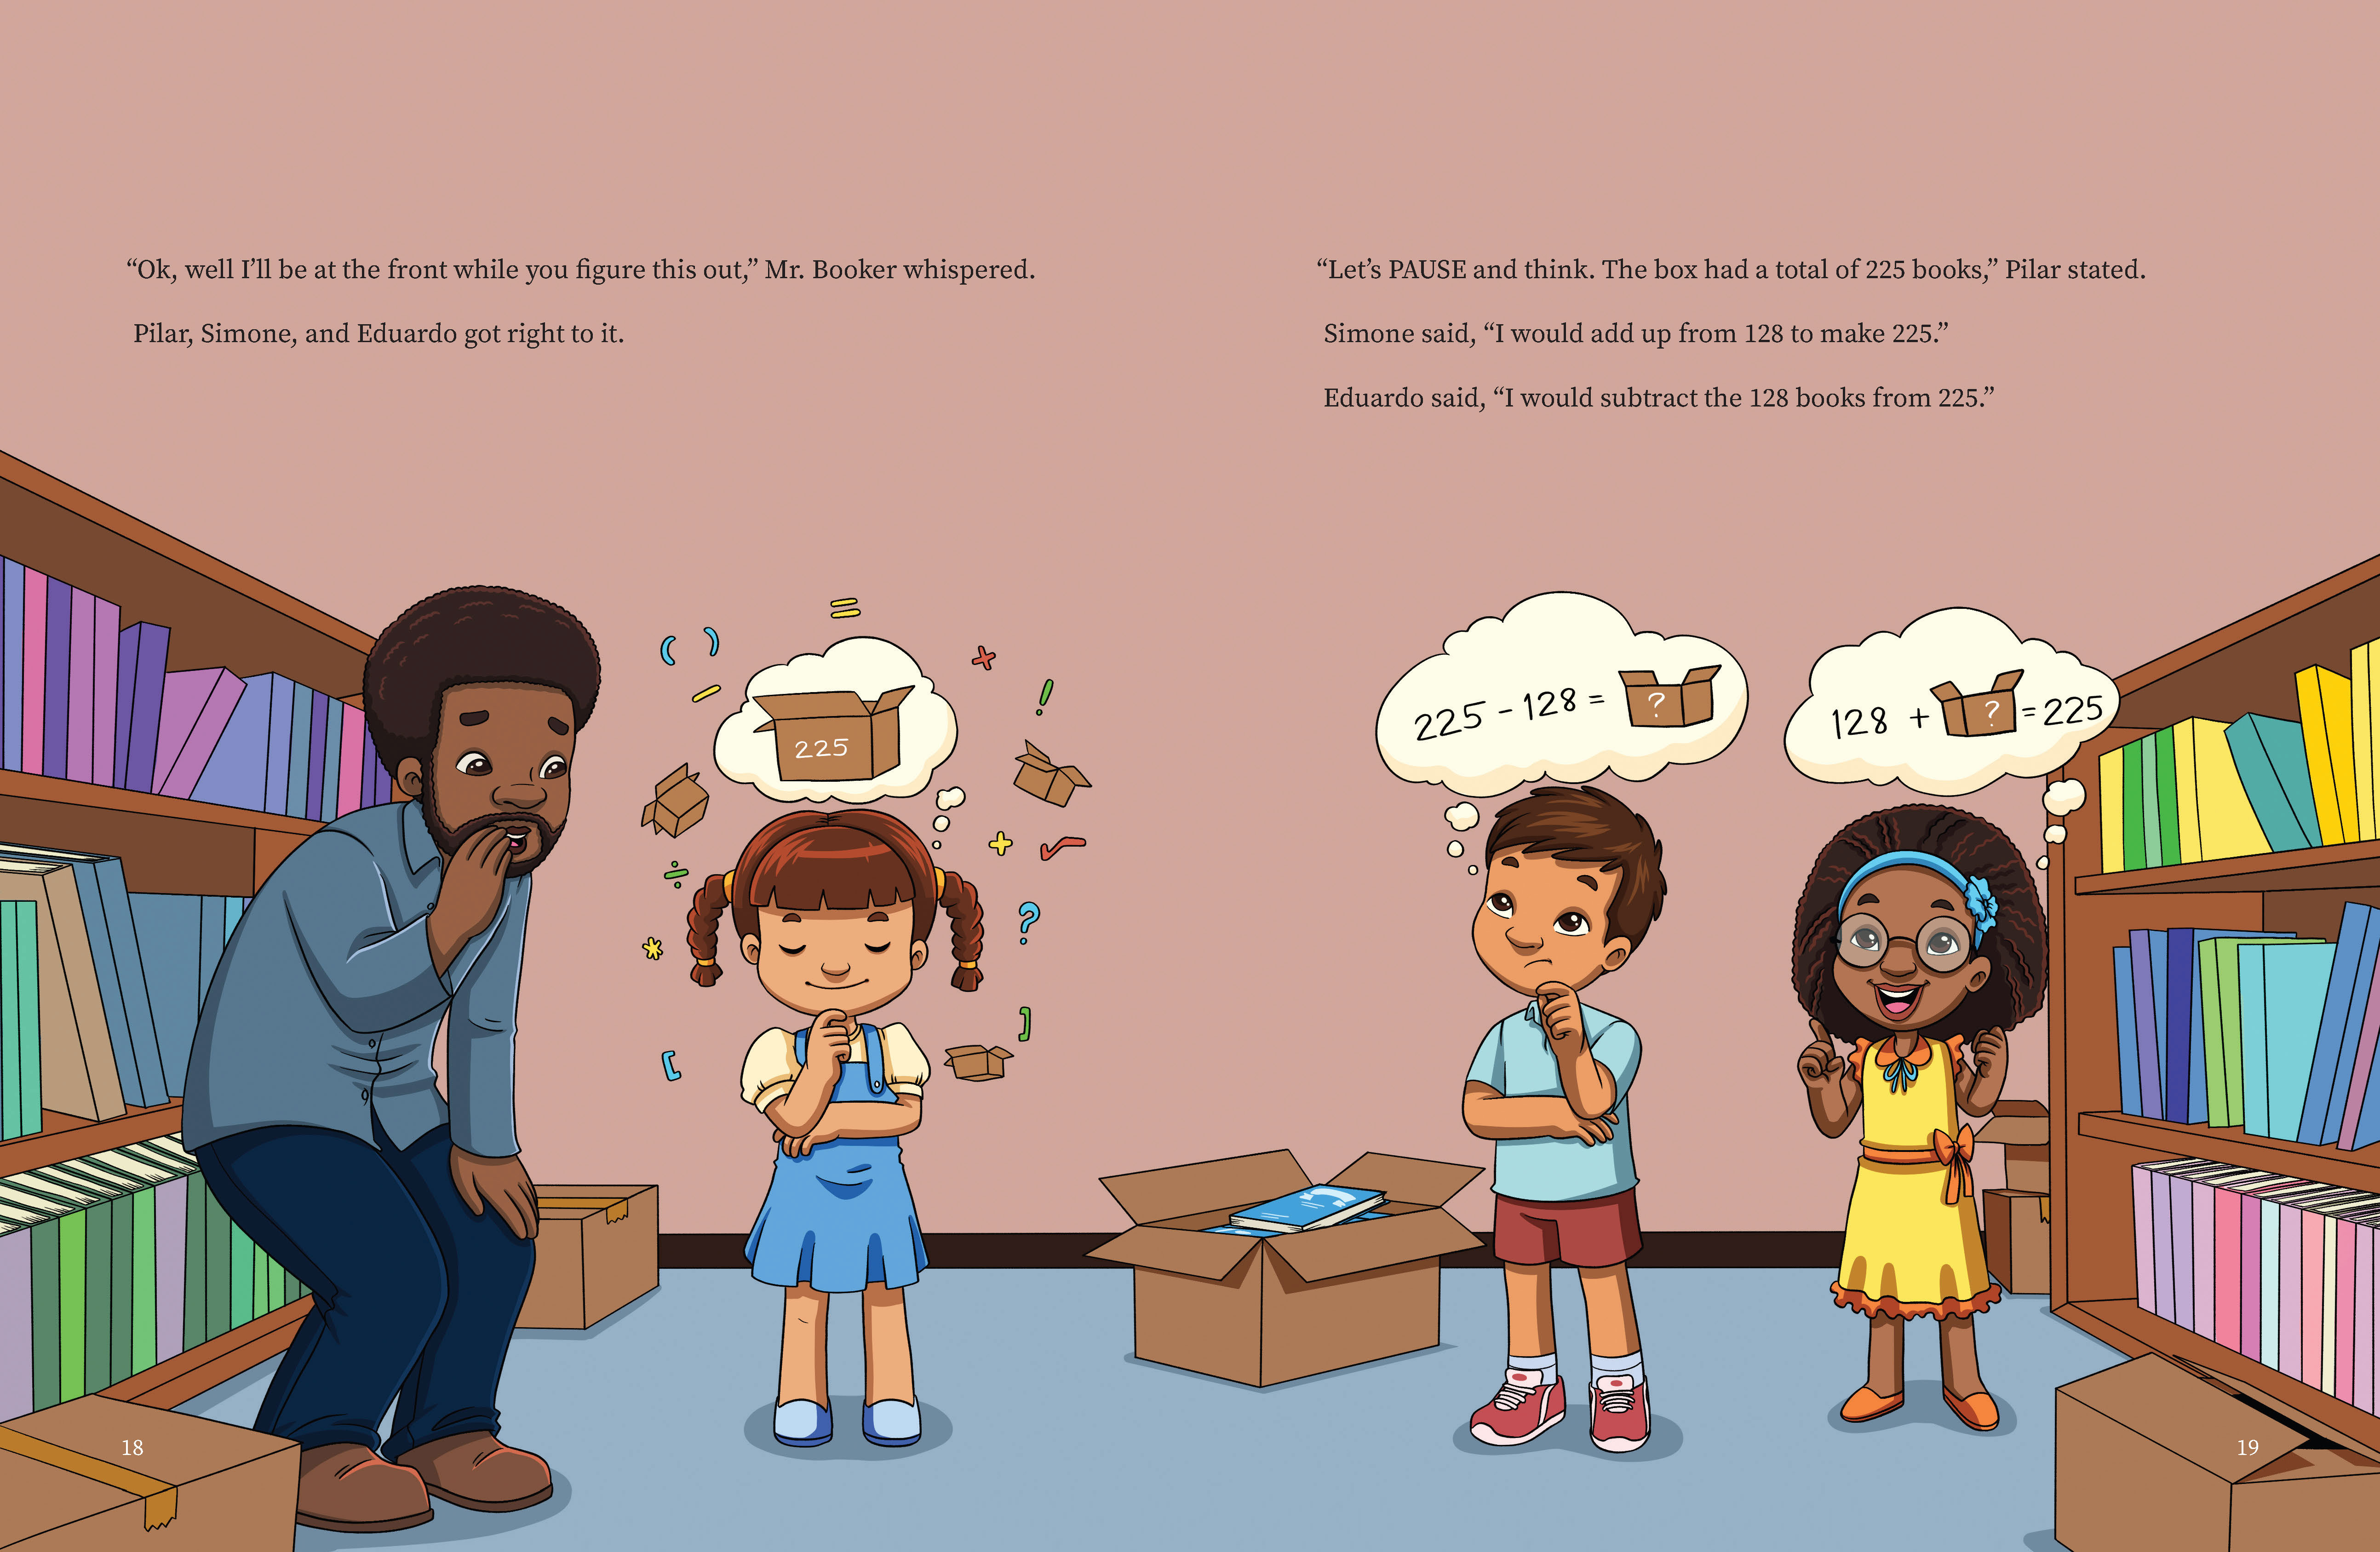 “Ok, well I’ll be at the front while you figure this out,” Mr. Booker whispered.
Pilar, Simone, and Eduardo got right to it.
225
18
“Let’s PAUSE and think. The box had a total of 225 books,” Pilar stated.
Simone said, “I would add up from 128 to make 225.”
Eduardo said, “I would subtract the 128 books from 225.”
225 - 128 = ?
128 + ? = 225
19